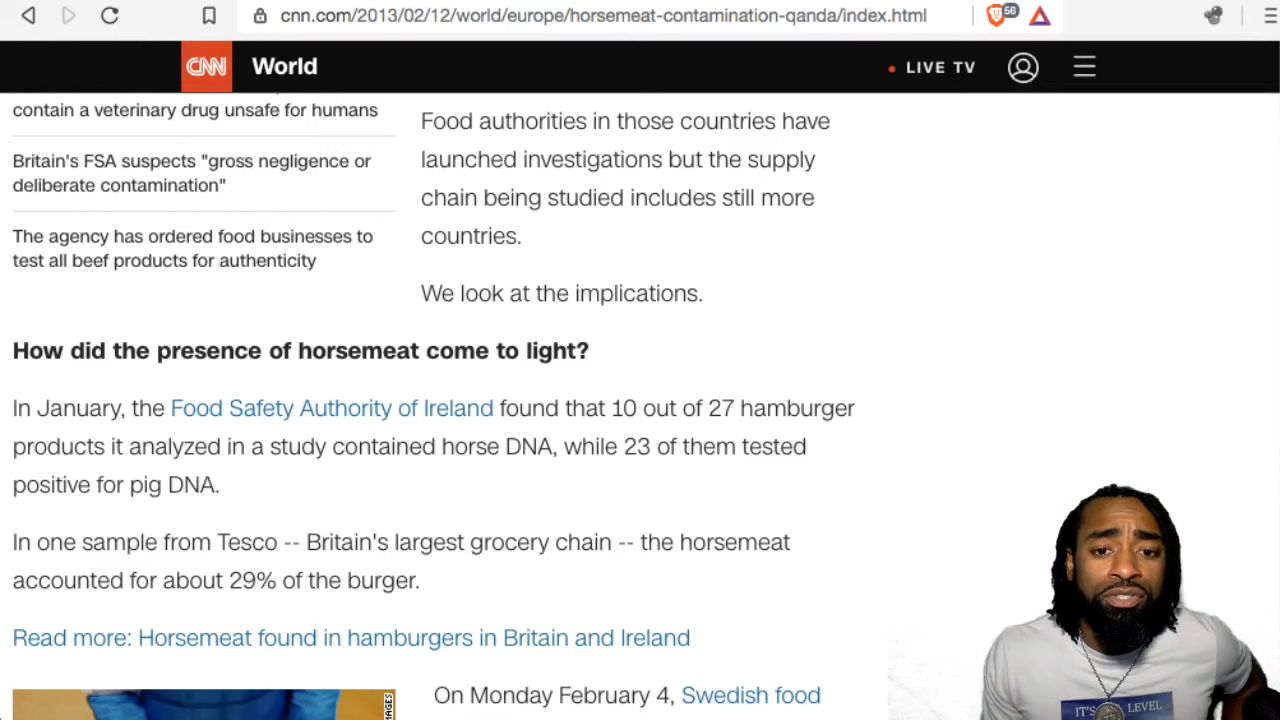 cnn.com/2013/02/12/world/europe/horsemeat-contamination-qanda/index.html
56
CNN World
LIVE TV
contain a veterinary drug unsafe for humans
Britain's FSA suspects "gross negligence or
deliberate contamination"
The agency has ordered food businesses to
test all beef products for authenticity
Food authorities in those countries have
launched investigations but the supply
chain being studied includes still more
countries.
We look at the implications.
How did the presence of horsemeat come to light?
In January, the Food Safety Authority of Ireland found that 10 out of 27 hamburger
products it analyzed in a study contained horse DNA, while 23 of them tested
positive for pig DNA.
In one sample from Tesco -- Britain's largest grocery chain -- the horsemeat
accounted for about 29% of the burger.
Read more: Horsemeat found in hamburgers in Britain and Ireland
On Monday February 4, Swedish food
IT'S LEVEL